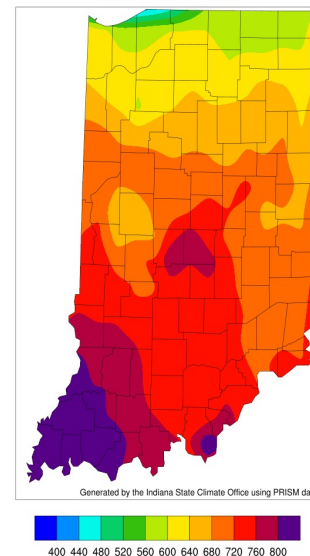 Generated by the Indiana State Climate Office using PRISM da
400 440 480 520 560 600 640 680 720 760 800